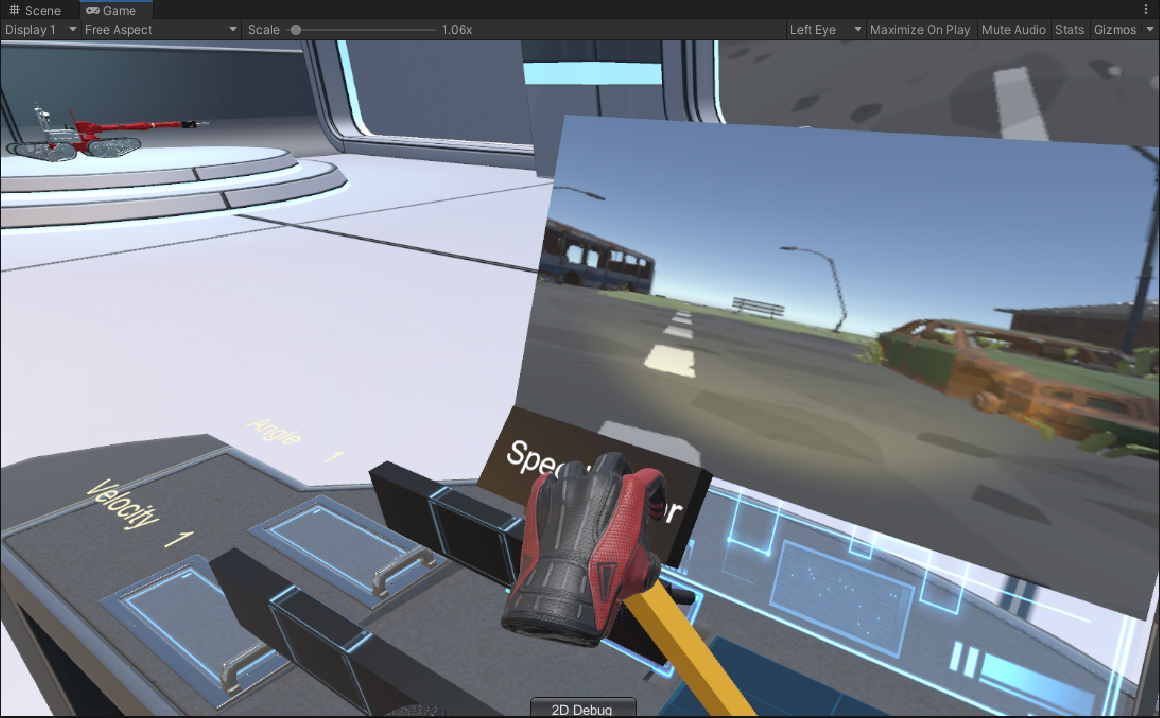 Scene Game
Display 1 Free Aspect Scale 1.06x Left Eye Maximize On Play Mute Audio Stats Gizmos
Angle
1
Velocity
1
2D Debug